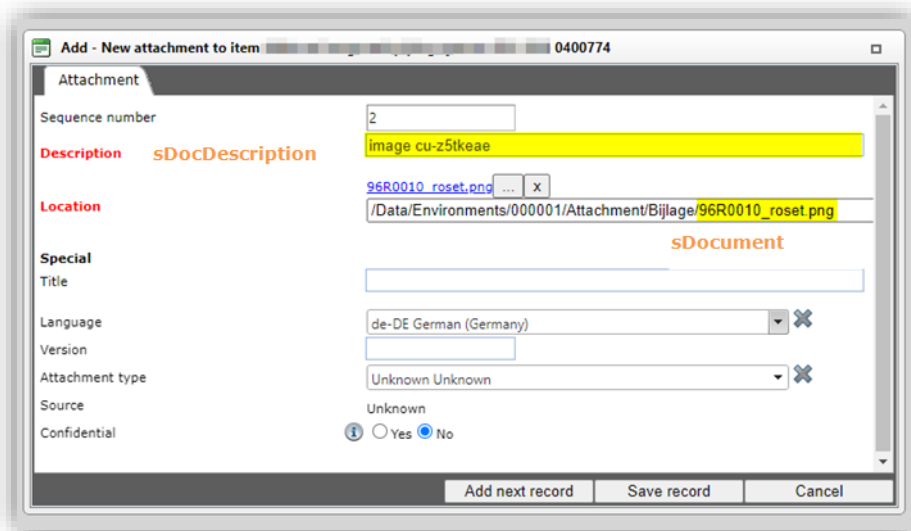 Add - New attachment to item 0400774
Attachment
Sequence number 2
Description sDocDescription image cu-z5tkeae
96R0010_roset.png ... x
Location /Data/Environments/000001/Attachment/Bijlage/96R0010_roset.png
sDocument
Special
Title
Language de-DE German (Germany)
Version
Attachment type Unknown Unknown
Source Unknown
Confidential i Yes No
Add next record Save record Cancel